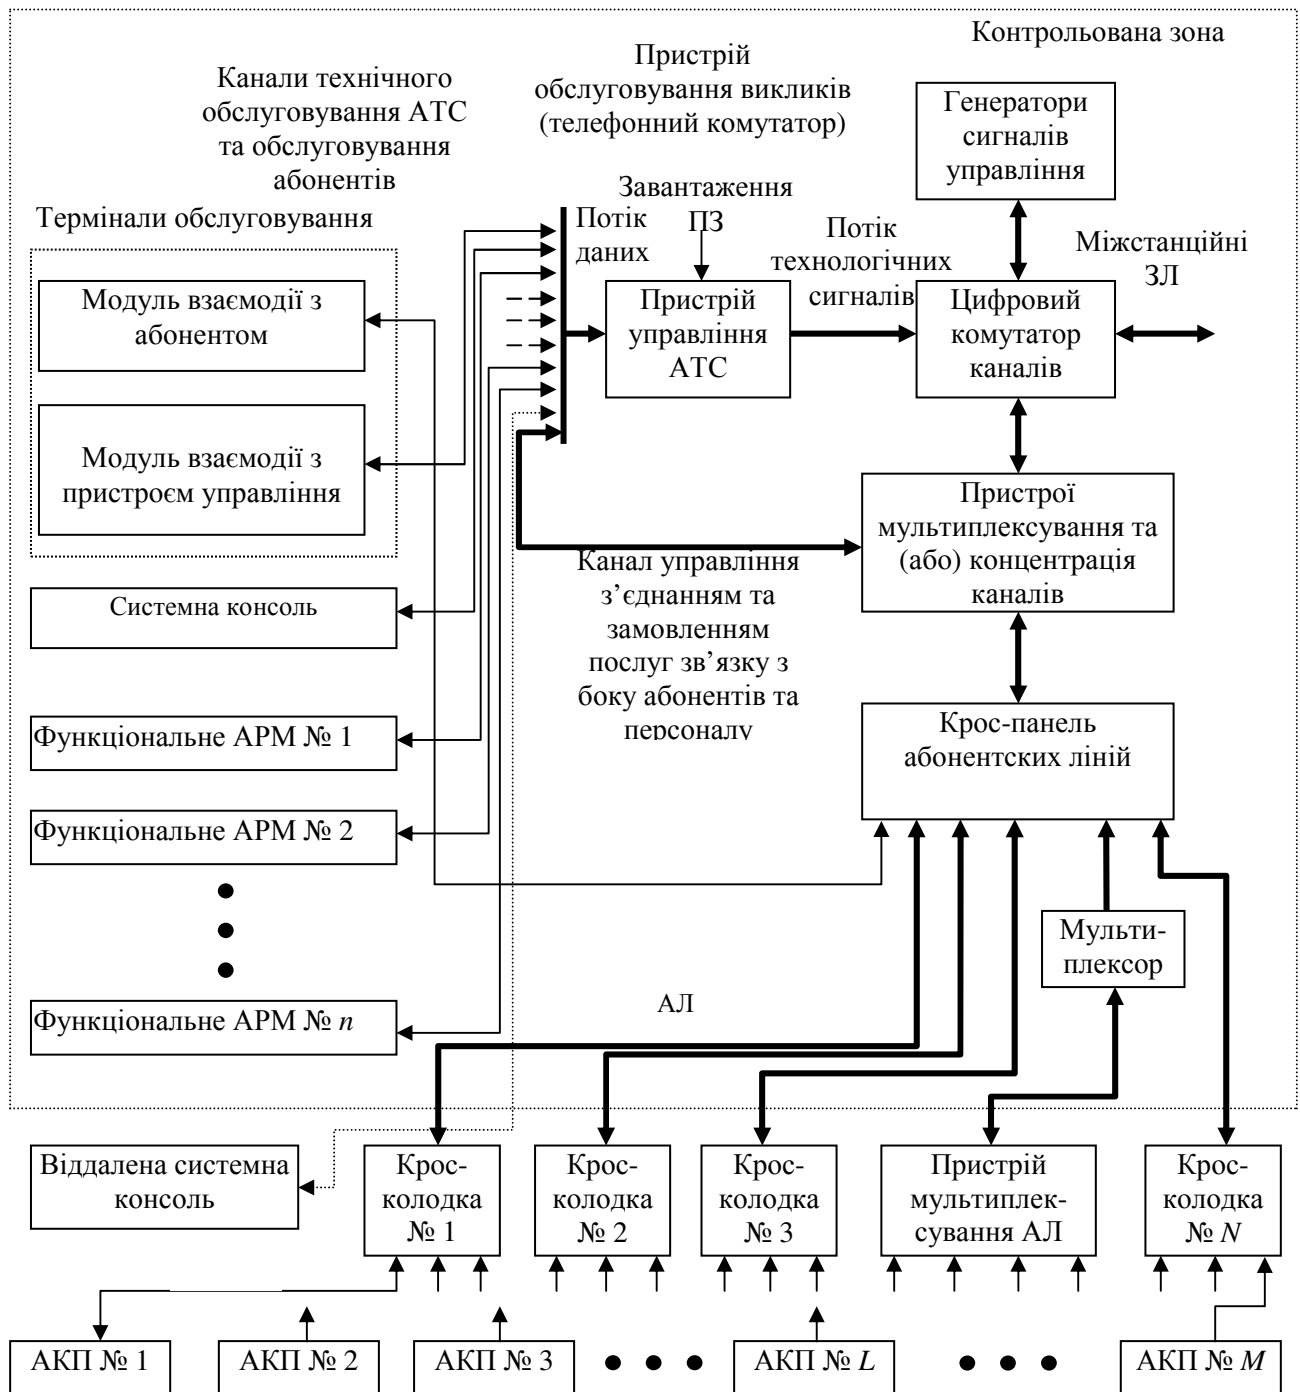 Контрольована зона
Канали технічного
обслуговування АТС
та обслуговування
абонентів
Пристрій
обслуговування викликів
(телефонний комутатор)
Генератори
сигналів
управління
Термінали обслуговування
Завантаження
ПЗ
Потік
даних
Потік
технологічних
сигналів
Міжстанційні
ЗЛ
Модуль взаємодії з
абонентом
Пристрій
управління
АТС
Цифровий
комутатор
каналів
Модуль взаємодії з
пристроєм управління
Пристрої
мультиплексування та
(або) концентрація
каналів
Канал управління
з’єднанням та
замовленням
послуг зв’язку з
боку абонентів та
персоналу
Системна консоль
Функціональне АРМ № 1
Крос-панель
абонентских ліній
Функціональне АРМ № 2
Мульти-
плексор
Функціональне АРМ № n
АЛ
Віддалена системна
консоль
Крос-
колодка
№ 1
Крос-
колодка
№ 2
Крос-
колодка
№ 3
Пристрій
мультиплек-
сування АЛ
Крос-
колодка
№ N
АКП № 1
АКП № 2
АКП № 3
АКП № L
АКП № M